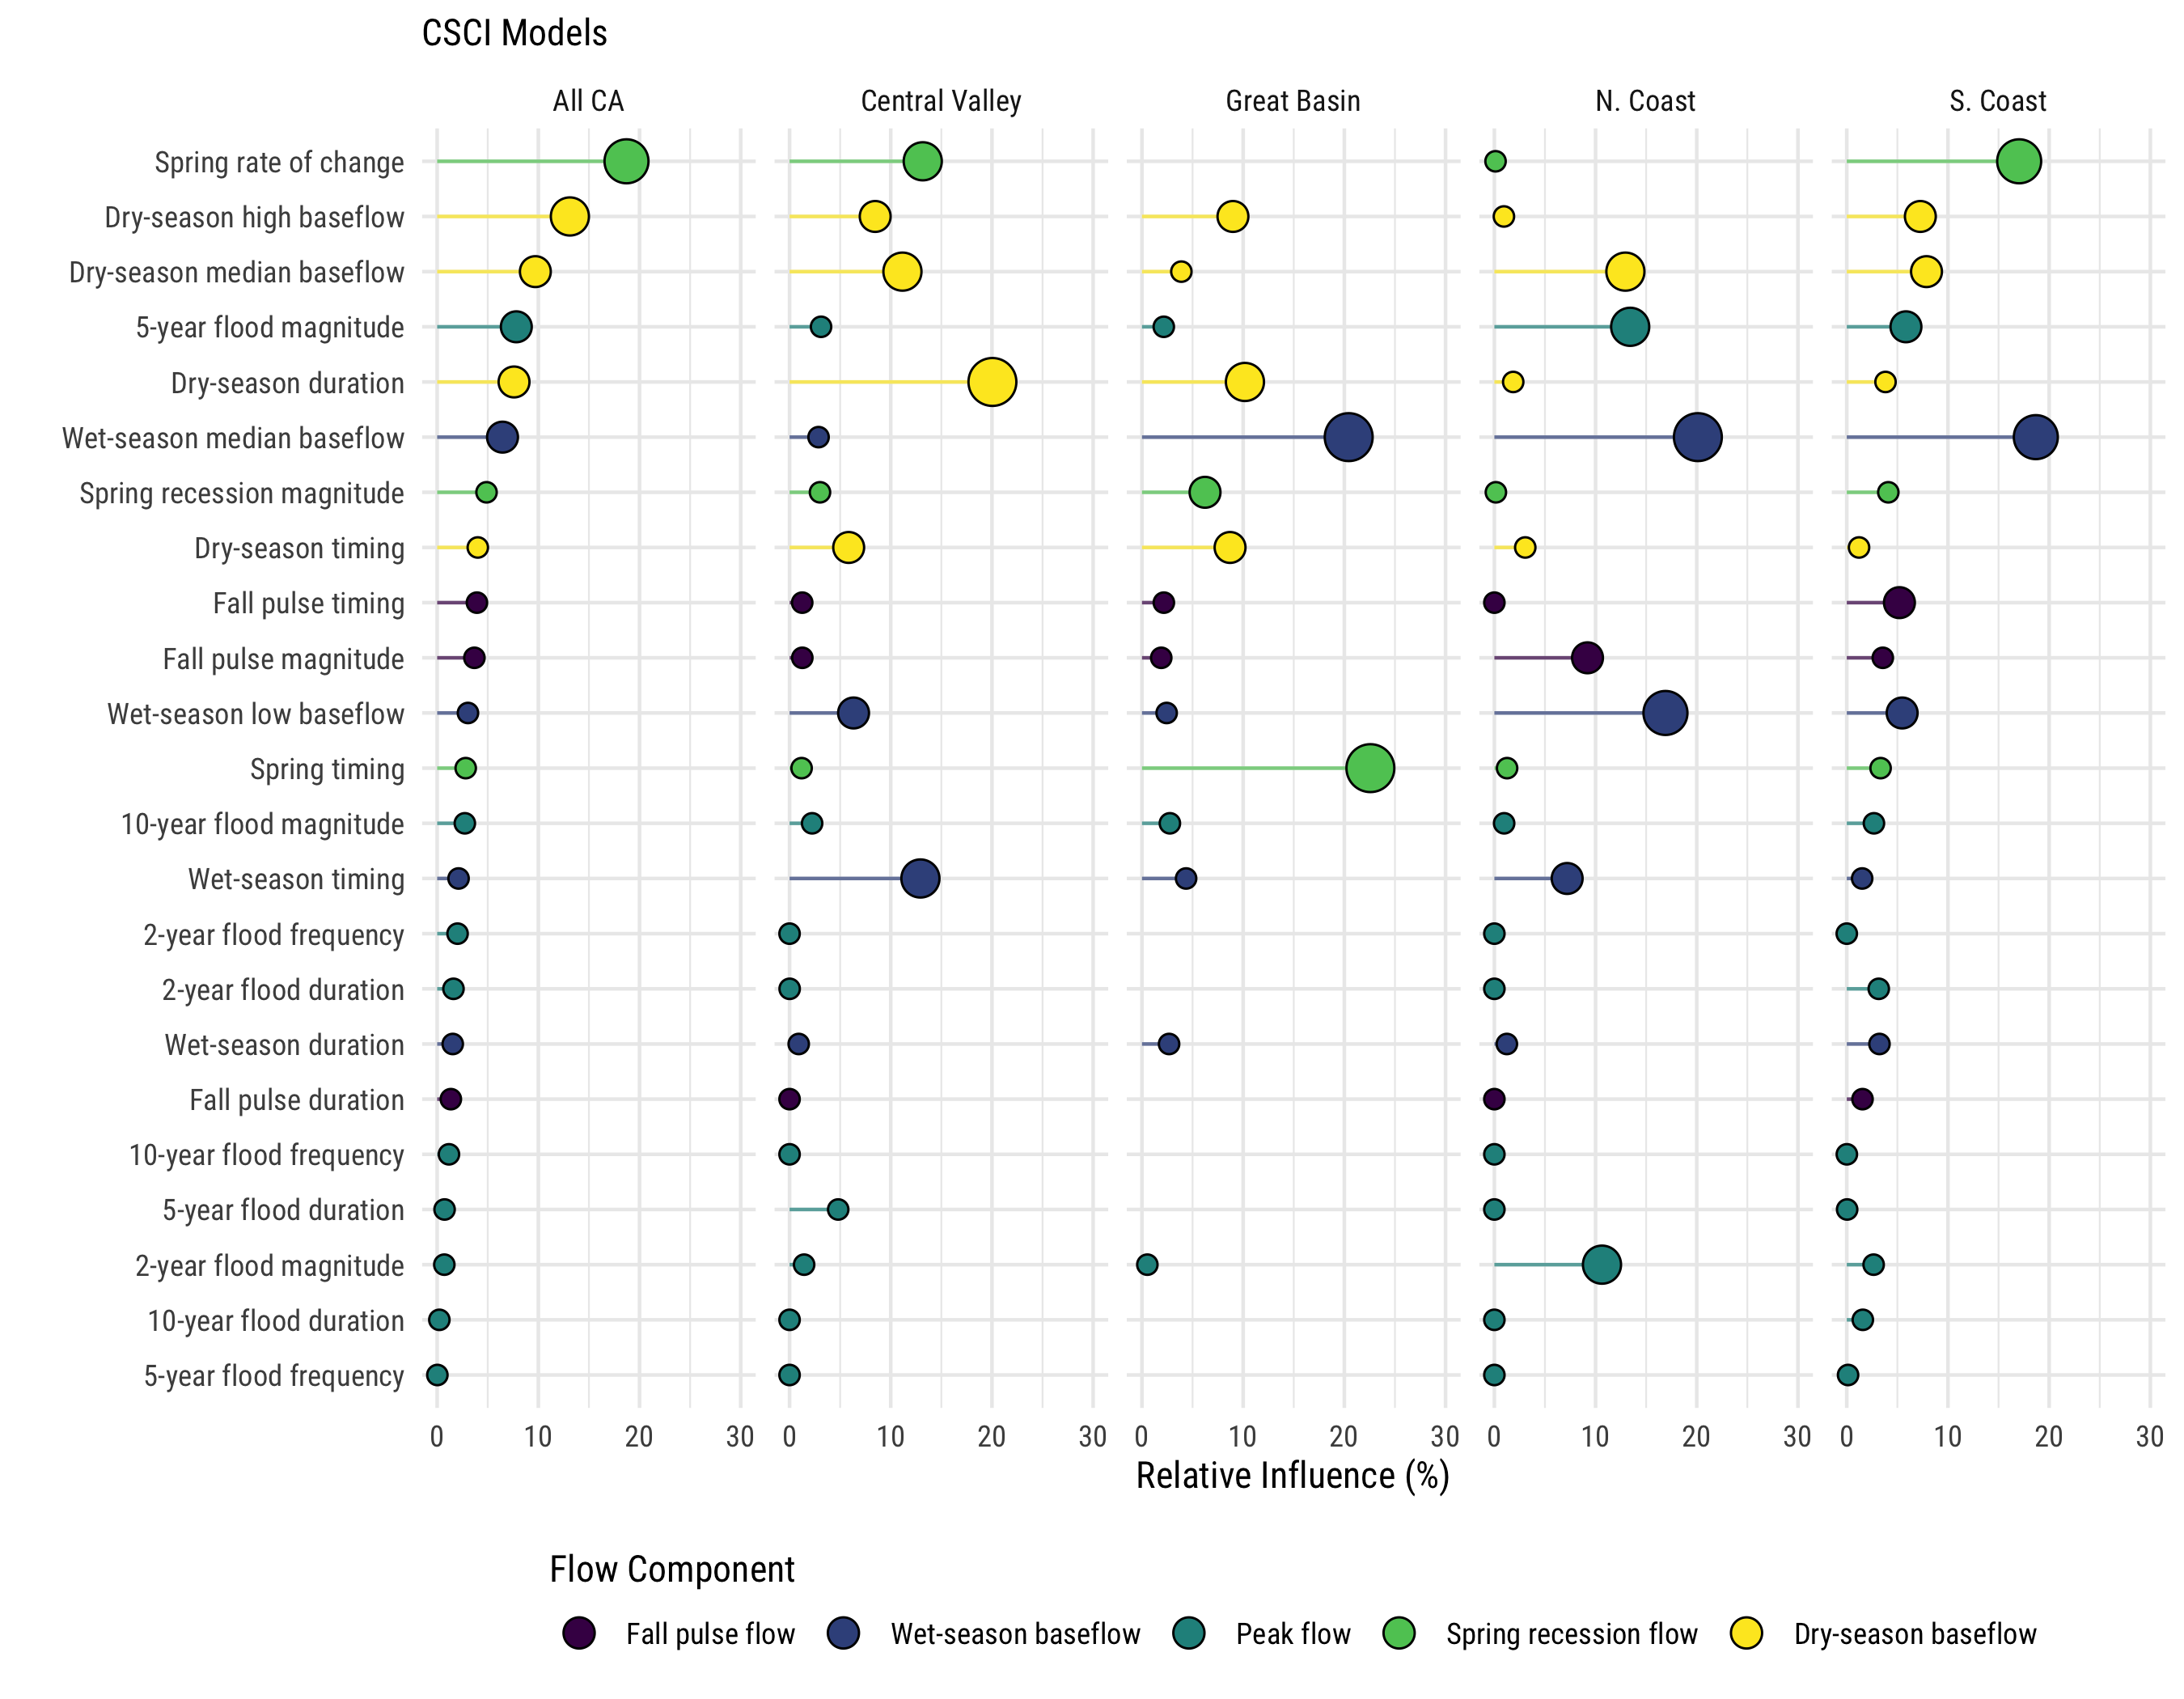 CSCI Models
All CA Central Valley Great Basin N. Coast S. Coast
Spring rate of change
Dry-season high baseflow
Dry-season median baseflow
5-year flood magnitude
Dry-season duration
Wet-season median baseflow
Spring recession magnitude
Dry-season timing
Fall pulse timing
Fall pulse magnitude
Wet-season low baseflow
Spring timing
10-year flood magnitude
Wet-season timing
2-year flood frequency
2-year flood duration
Wet-season duration
Fall pulse duration
10-year flood frequency
5-year flood duration
2-year flood magnitude
10-year flood duration
5-year flood frequency
0 10 20 30 0 10 20 30 0 10 20 30 0 10 20 30 0 10 20 30
Relative Influence (%)
Flow Component
Fall pulse flow Wet-season baseflow Peak flow Spring recession flow Dry-season baseflow